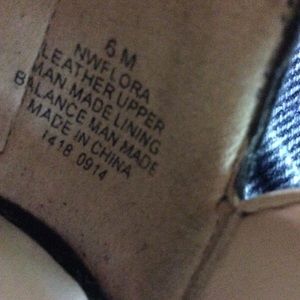 6 M
NWFLORA
LEATHER UPPER
MAN MADE LINING
BALANCE MAN MADE
MADE IN CHINA
1418 0914